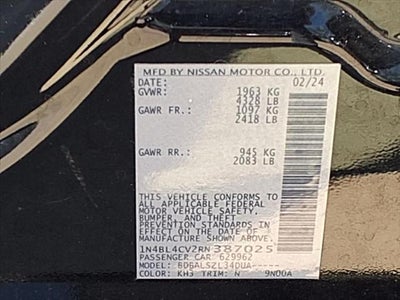 MFD BY NISSAN MOTOR CO., LTD.
DATE: 02/24
GVWR: 1963 KG
4328 LB
GAWR FR.: 1097 KG
2418 LB
GAWR RR.: 945 KG
2083 LB
THIS VEHICLE CONFORMS TO
ALL APPLICABLE FEDERAL
MOTOR VEHICLE SAFETY,
BUMPER, AND THEFT
PREVENTION STANDARDS IN
EFFECT ON THE DATE OF
MANUFACTURE SHOWN ABOVE.
1N4BL4CV2RN387025
PASSENGER CAR 629962
MODEL: BDBALSZL34DUA-----
COLOR: KH3 TRIM: N 9N00A